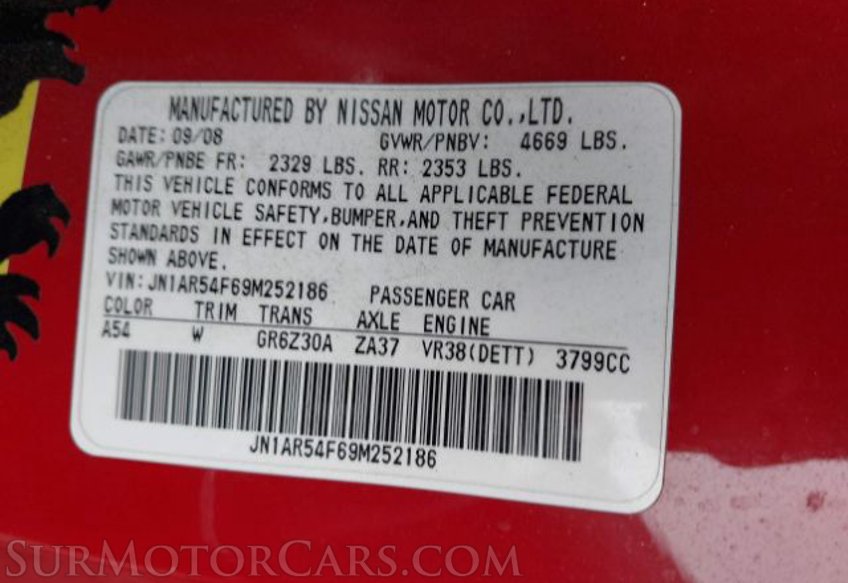 MANUFACTURED BY NISSAN MOTOR CO.,LTD.
DATE: 09/08 GVWR/PNBV: 4669 LBS.
GAWR/PNBE FR: 2329 LBS. RR: 2353 LBS.
THIS VEHICLE CONFORMS TO ALL APPLICABLE FEDERAL
MOTOR VEHICLE SAFETY,BUMPER,AND THEFT PREVENTION
STANDARDS IN EFFECT ON THE DATE OF MANUFACTURE
SHOWN ABOVE.
VIN: JN1AR54F69M252186 PASSENGER CAR
COLOR TRIM TRANS AXLE ENGINE
A54 W GR6Z30A ZA37 VR38(DETT) 3799CC
JN1AR54F69M252186
SURMOTORCARS.COM